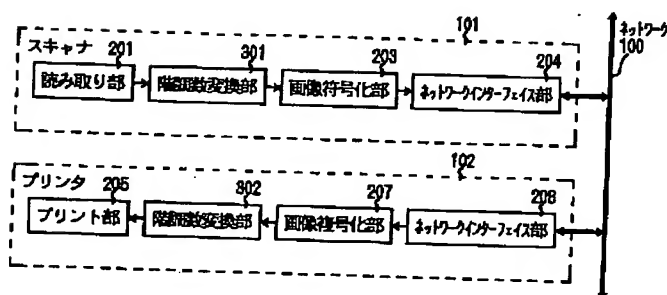 ネットワーク
100
スキャナ
101
201
301
203
204
読み取り部
階調数変換部
画像符号化部
ネットワークインターフェイス部
プリンタ
102
205
302
207
208
プリント部
階調数変換部
画像復号化部
ネットワークインターフェイス部